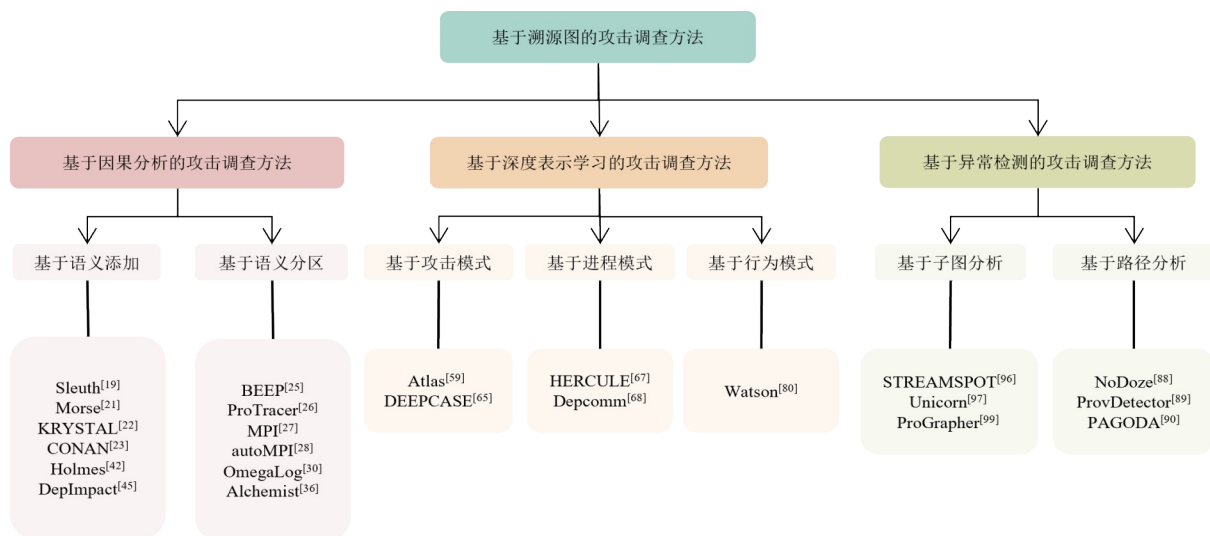 基于溯源图的攻击调查方法
基于因果分析的攻击调查方法
基于深度表示学习的攻击调查方法
基于异常检测的攻击调查方法
基于语义添加
基于语义分区
基于攻击模式
基于进程模式
基于行为模式
基于子图分析
基于路径分析
Sleuth[19]
Morse[21]
KRYSTAL[22]
CONAN[23]
Holmes[42]
DepImpact[45]
BEEP[25]
ProTracer[26]
MPI[27]
autoMPI[28]
OmegaLog[30]
Alchemist[36]
Atlas[59]
DEEPCASE[65]
HERCULE[67]
Depcomm[68]
Watson[80]
STREAMSPOT[96]
Unicorn[97]
ProGrapher[99]
NoDoze[88]
ProvDetector[89]
PAGODA[90]